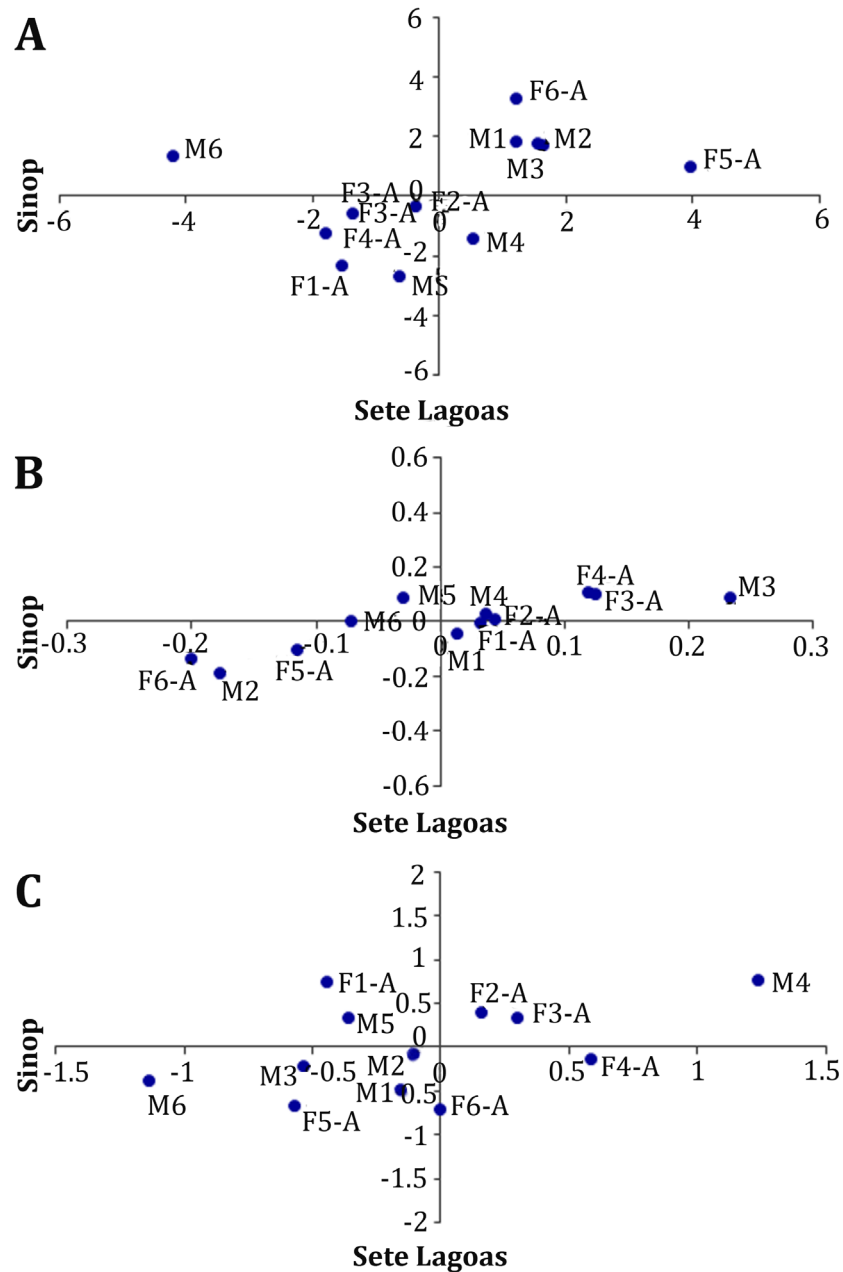 A
6
4
F6-A
2
M1
M2
M6
M3
F5-A
Sinop
0
F3-A
F2-A
-6
-4
-2
0
2
4
6
F3-A
F4-A
M4
-2
F1-A
MS
-4
-6
Sete Lagoas
B
0.6
0.4
0.2
F4-A
M3
M5
M4
F3-A
Sinop
M6
0
F2-A
-0.3
-0.2
-0.1
0
0.1
0.2
0.3
F1-A
F6-A
F5-A
M1
M2
-0.2
-0.4
-0.6
Sete Lagoas
C
2
1.5
1
F1-A
M4
0.5
F2-A
F3-A
M5
Sinop
0
-1.5
-1
-0.5
0
0.5
1
1.5
M3
M2
F4-A
M6
M1
0.5
F6-A
F5-A
-1
-1.5
-2
Sete Lagoas